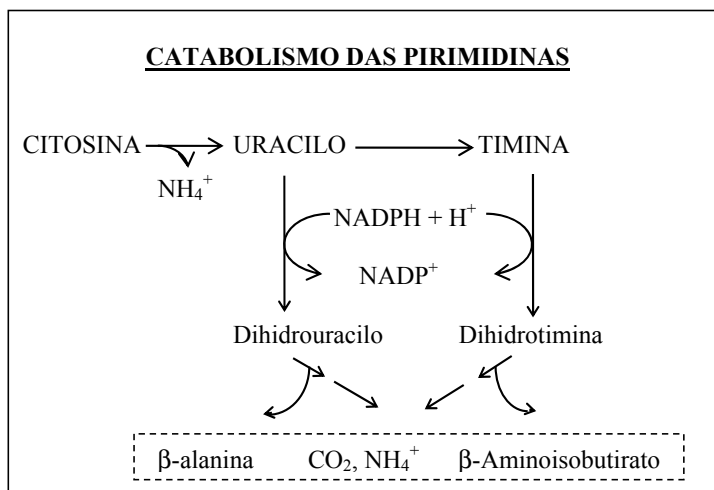 CATABOLISMO DAS PIRIMIDINAS
CITOSINA URACILO TIMINA
NH₄⁺
NADPH + H⁺
NADP⁺
Dihidrouracilo Dihidrotimina
β-alanina CO₂, NH₄⁺ β-Aminoisobutirato